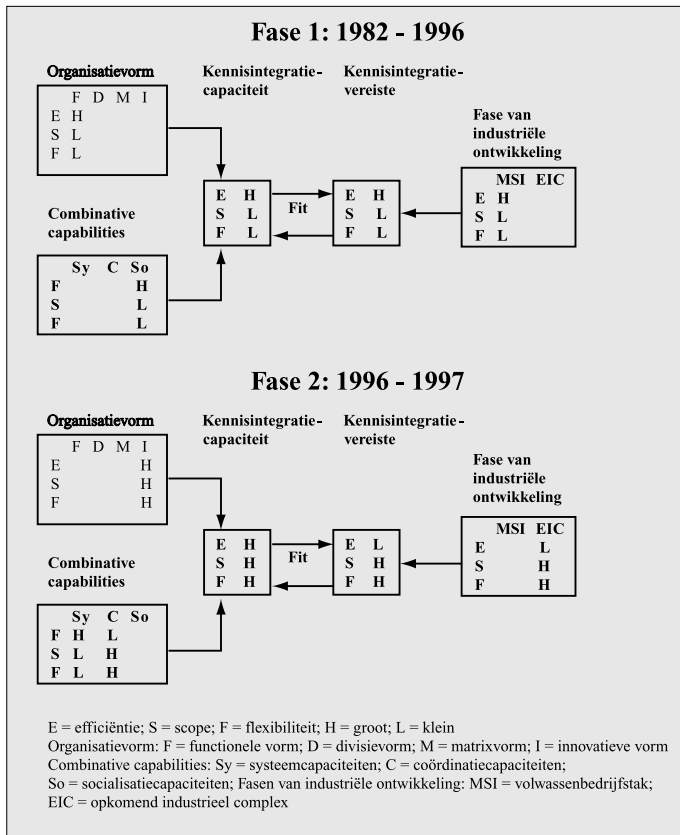 Fase 1: 1982 - 1996
Organisatievorm
F D M I
E H
S L
F L
Kennisintegratie-
capaciteit
Kennisintegratie-
vereiste
Fase van
industriële
ontwikkeling
MSI EIC
E H
S L
F L
E H
S L
F L
Fit
E H
S L
F L
Combinative
capabilities
Sy C So
F H
S L
F L
Fase 2: 1996 - 1997
Organisatievorm
F D M I
E H
S H
F H
Kennisintegratie-
capaciteit
Kennisintegratie-
vereiste
Fase van
industriële
ontwikkeling
MSI EIC
E L
S H
F H
E H
S H
F H
Fit
E L
S H
F H
Combinative
capabilities
Sy C So
F H L
S L H
F L H
E = efficiëntie; S = scope; F = flexibiliteit; H = groot; L = klein
Organisatievorm: F = functionele vorm; D = divisievorm; M = matrixvorm; I = innovatieve vorm
Combinative capabilities: Sy = systeemcapaciteiten; C = coördinatiecapaciteiten;
So = socialisatiecapaciteiten; Fasen van industriële ontwikkeling: MSI = volwassenbedrijfstak;
EIC = opkomend industrieel complex